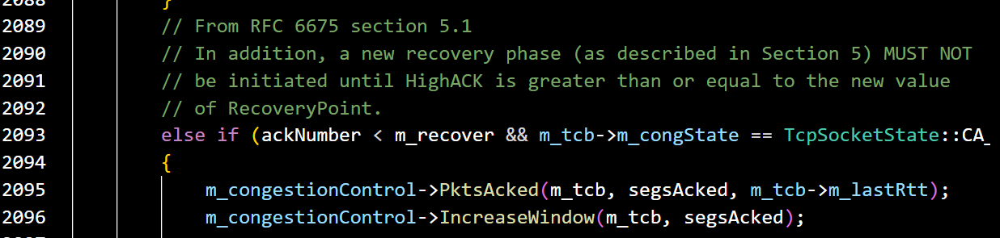 2088 }
2089 // From RFC 6675 section 5.1
2090 // In addition, a new recovery phase (as described in Section 5) MUST NOT
2091 // be initiated until HighACK is greater than or equal to the new value
2092 // of RecoveryPoint.
2093 else if (ackNumber < m_recover && m_tcb->m_congState == TcpSocketState::CA_
2094 {
2095 m_congestionControl->PktsAcked(m_tcb, segsAcked, m_tcb->m_lastRtt);
2096 m_congestionControl->IncreaseWindow(m_tcb, segsAcked);